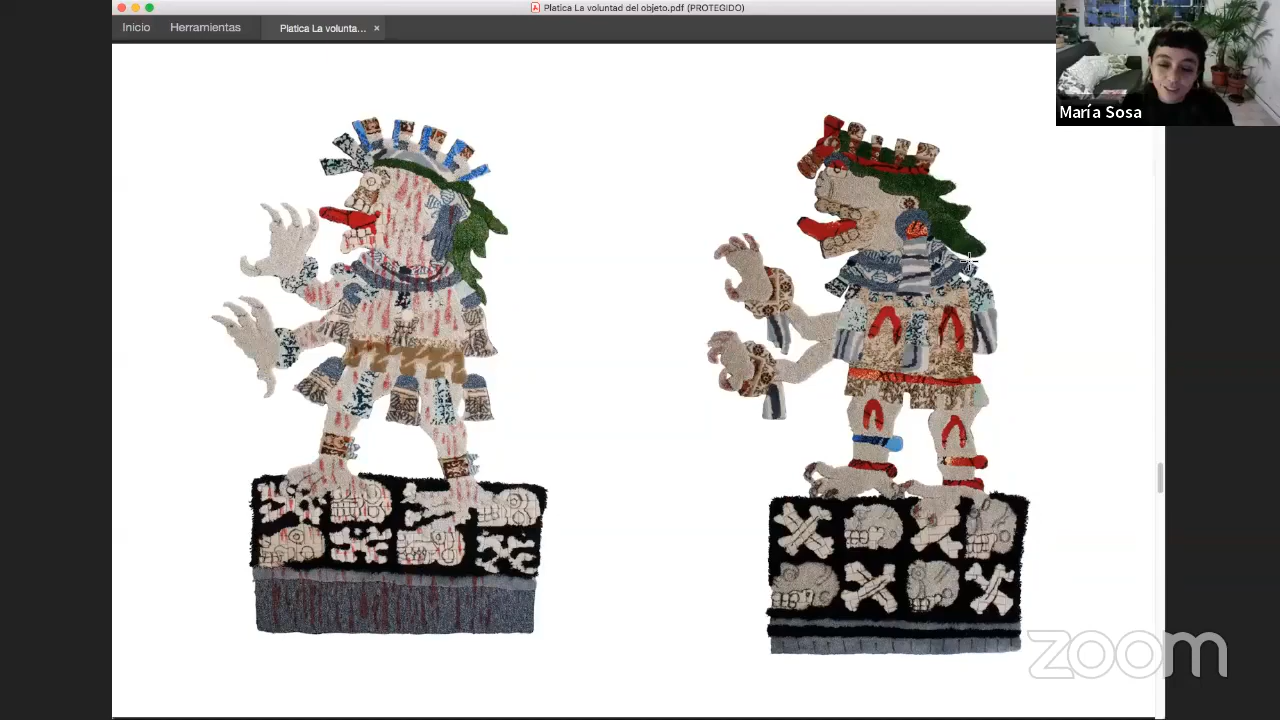 Platica La voluntad del objeto.pdf (PROTEGIDO)
Inicio Herramientas Platica La volunta... ×
María Sosa
zoom